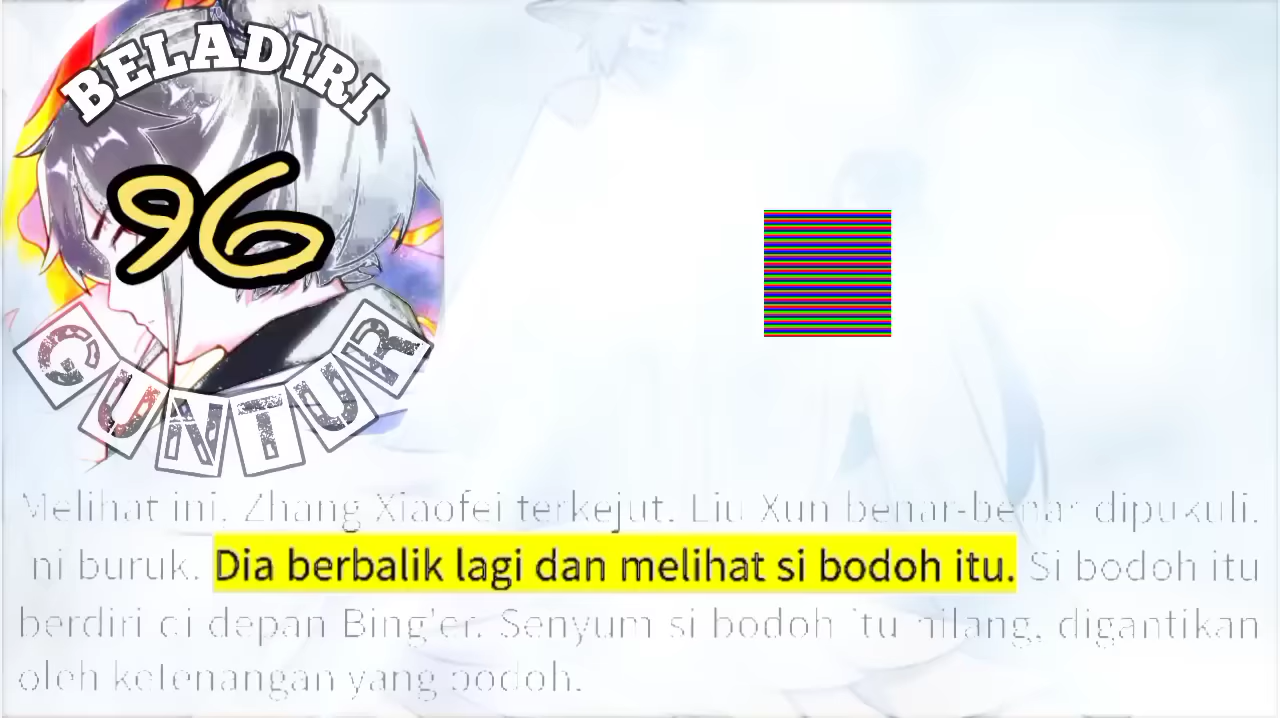 BELADIRI
96
GUNTUR
Melihat ini, Zhang Xiaofei terkejut. Liu Xun benar-benar dipukuli.
ni buruk. Dia berbalik lagi dan melihat si bodoh itu. Si bodoh itu
berdiri di depan Bing'er. Senyum si bodoh itu hilang, digantikan
oleh ketenangan yang bodoh.